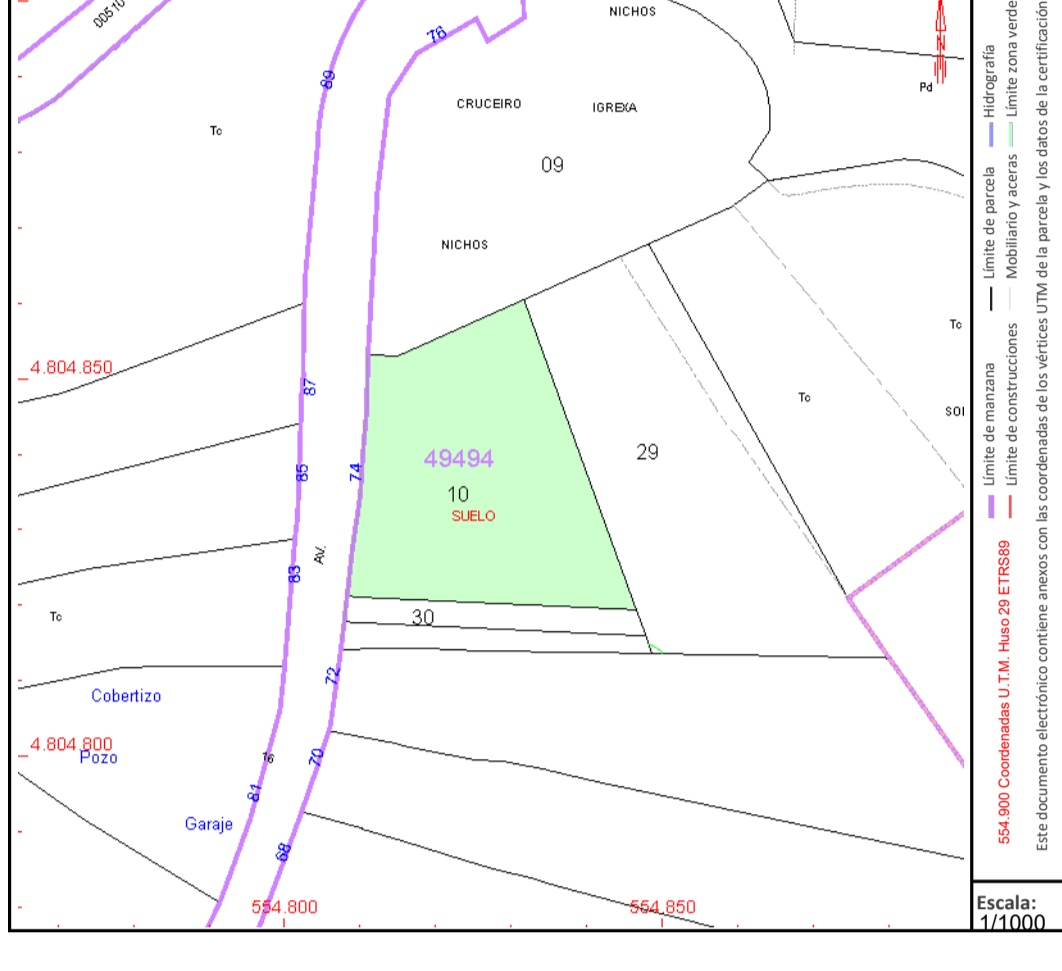 00510
76
NICHOS
89
Pd
CRUCEIRO
IGREXA
Tc
09
NICHOS
Tc
4.804.850
87
Tc
SOI
49494
29
85
74
10
SUELO
AV.
83
30
Tc
72
Cobertizo
4.804.800
Pozo
16
70
81
Garaje
68
554.800
554.850
N
Hidrografía
Límite zona verde
Límite de parcela
Mobiliario y aceras
Límite de manzana
Límite de construcciones
554.900 Coordenadas U.T.M. Huso 29 ETRS89
Este documento electrónico contiene anexos con las coordenadas de los vértices UTM de la parcela y los datos de la certificación
Escala:
1/1000